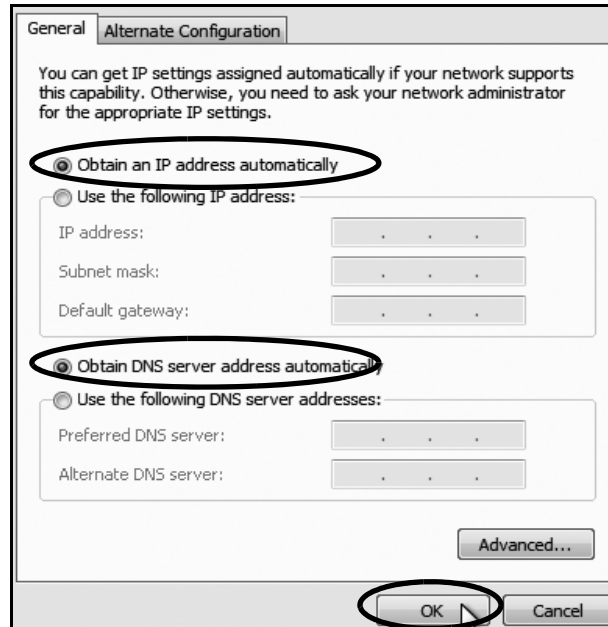 General
Alternate Configuration
You can get IP settings assigned automatically if your network supports
this capability. Otherwise, you need to ask your network administrator
for the appropriate IP settings.
Obtain an IP address automatically
Use the following IP address:
IP address:
Subnet mask:
Default gateway:
Obtain DNS server address automatically
Use the following DNS server addresses:
Preferred DNS server:
Alternate DNS server:
Advanced...
OK
Cancel